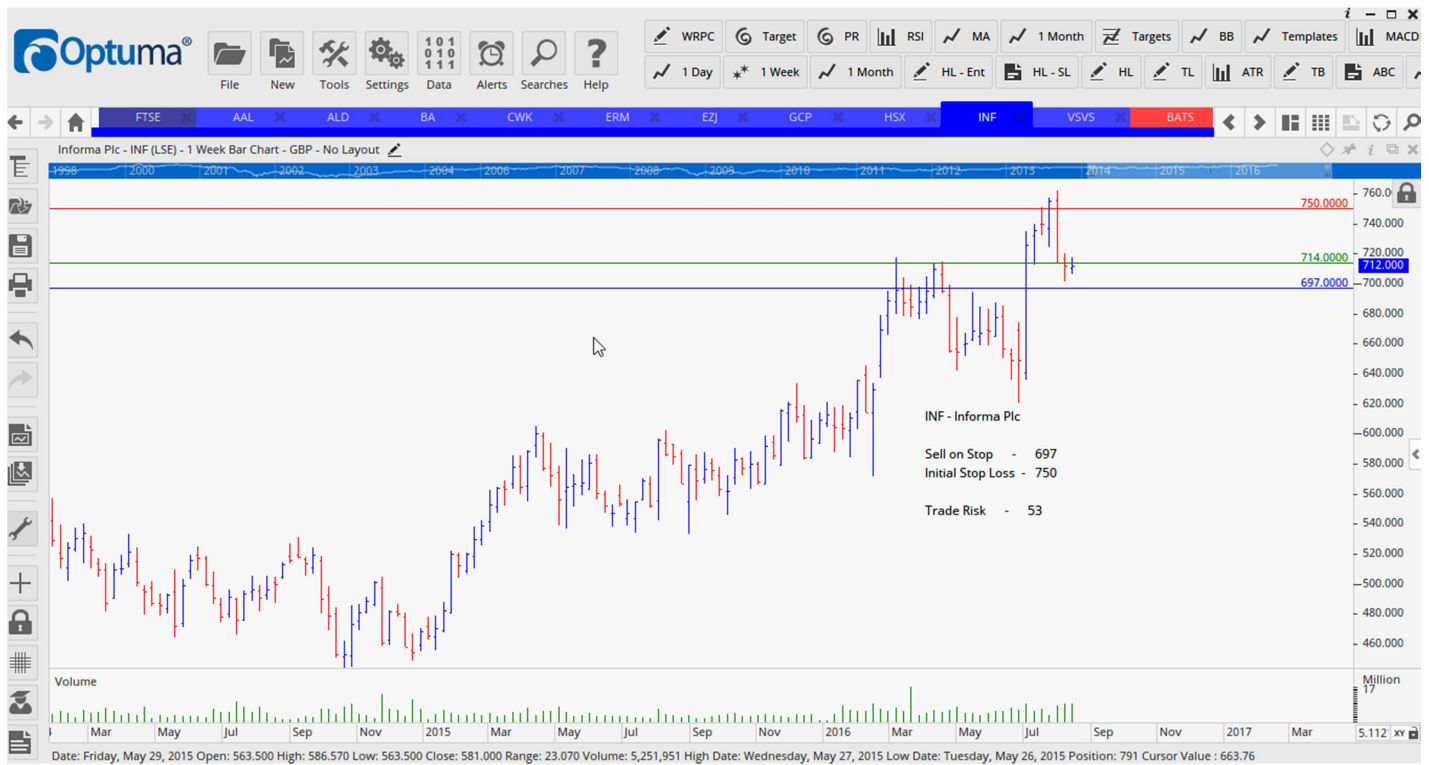 Optuma®
File
New
Tools
Settings
Data
Alerts
Searches
Help
WRPC
Target
PR
RSI
MA
1 Month
Targets
BB
Templates
MACD
1 Day
1 Week
1 Month
HL - Ent
HL - SL
HL
TL
ATR
TB
ABC
FTSE
AAL
ALD
BA
CWK
ERM
EZJ
GCP
HSX
INF
VSVS
BATS
Informa Plc - INF (LSE) - 1 Week Bar Chart - GBP - No Layout
1998 2000 2001 2002 2003 2004 2006 2007 2008 2009 2010 2011 2012 2013 2014 2015 2016
760.0
750.0000
740.000
720.000
714.0000
712.000
700.000
697.0000
680.000
660.000
640.000
620.000
INF - Informa Plc
600.000
Sell on Stop - 697
580.000
Initial Stop Loss - 750
560.000
Trade Risk - 53
540.000
520.000
500.000
480.000
460.000
Volume
Million
17
Mar May Jul Sep Nov 2015 Mar May Jul Sep Nov 2016 Mar May Jul Sep Nov 2017 Mar
5.112
XY
Date: Friday, May 29, 2015 Open: 563.500 High: 586.570 Low: 563.500 Close: 581.000 Range: 23.070 Volume: 5,251,951 High Date: Wednesday, May 27, 2015 Low Date: Tuesday, May 26, 2015 Position: 791 Cursor Value : 663.76